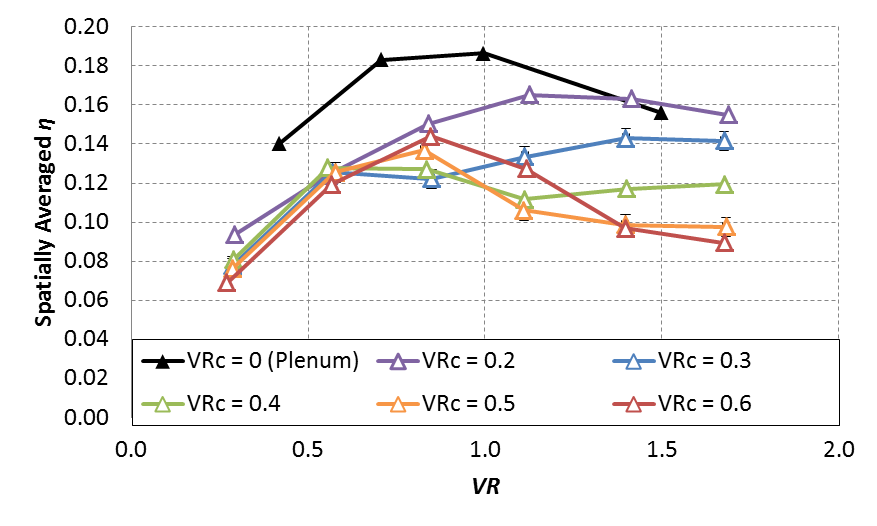 0.20
0.18
0.16
0.14
0.12
0.10
0.08
0.06
0.04
0.02
0.00
Spatially Averaged η
VRc = 0 (Plenum) VRc = 0.2 VRc = 0.3
VRc = 0.4 VRc = 0.5 VRc = 0.6
0.0 0.5 1.0 1.5 2.0
VR